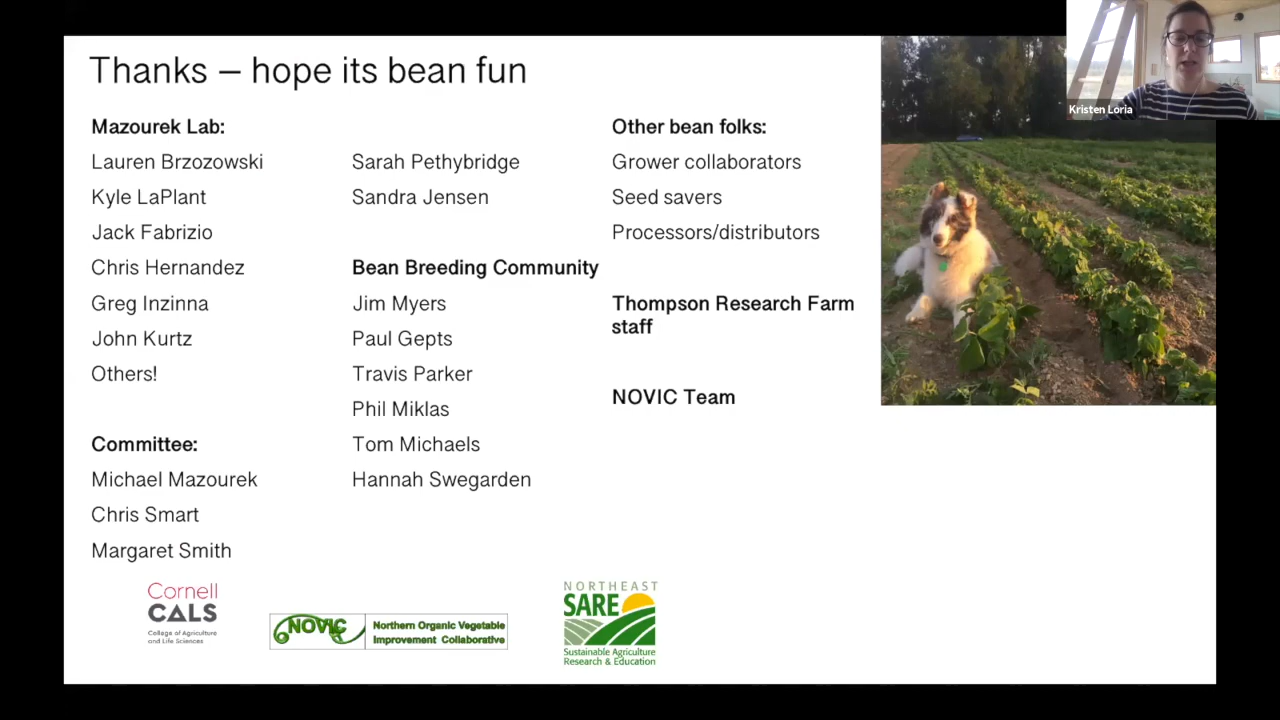 Thanks – hope its bean fun
Mazourek Lab:
Lauren Brzozowski
Kyle LaPlant
Jack Fabrizio
Chris Hernandez
Greg Inzinna
John Kurtz
Others!
Committee:
Michael Mazourek
Chris Smart
Margaret Smith
Sarah Pethybridge
Sandra Jensen
Bean Breeding Community
Jim Myers
Paul Gepts
Travis Parker
Phil Miklas
Tom Michaels
Hannah Swegarden
Other bean folks:
Grower collaborators
Seed savers
Processors/distributors
Thompson Research Farm
staff
NOVIC Team
Kristen Loria
Cornell
CALS
College of Agriculture
and Life Sciences
NOVIC
Northern Organic Vegetable
Improvement Collaborative
NORTHEAST
SARE
Sustainable Agriculture
Research & Education